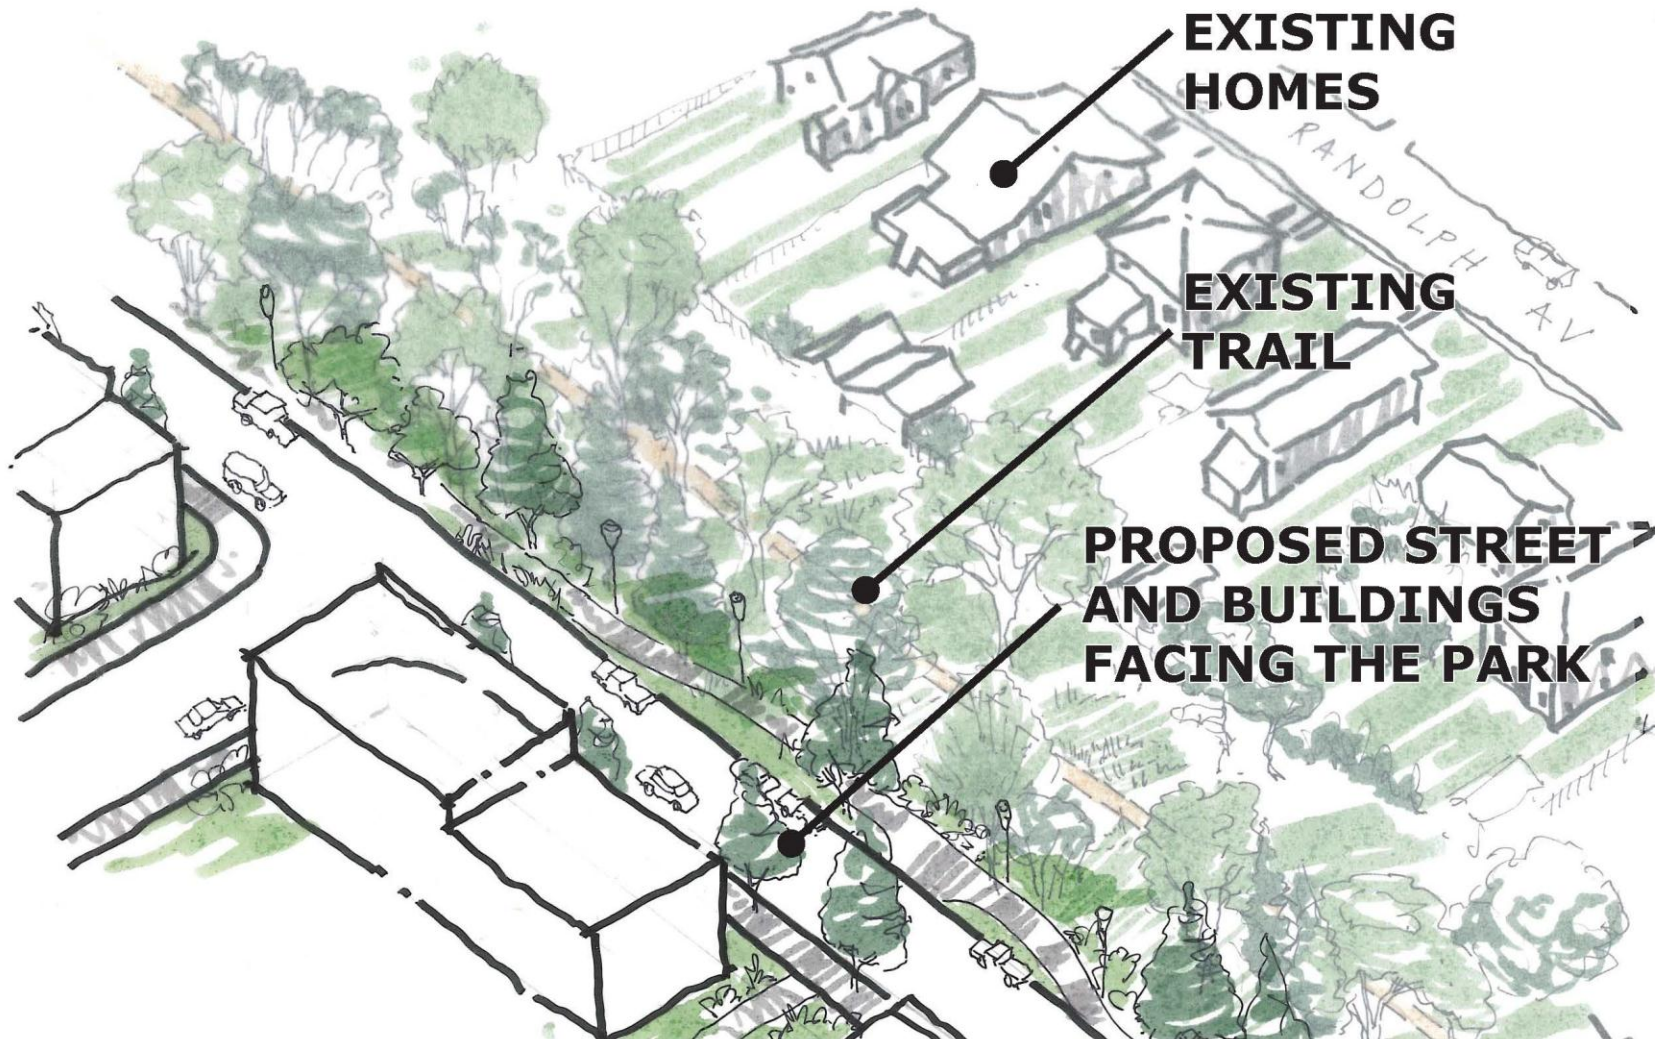 EXISTING
HOMES
RANDOLPH AV
EXISTING
TRAIL
PROPOSED STREET
AND BUILDINGS
FACING THE PARK